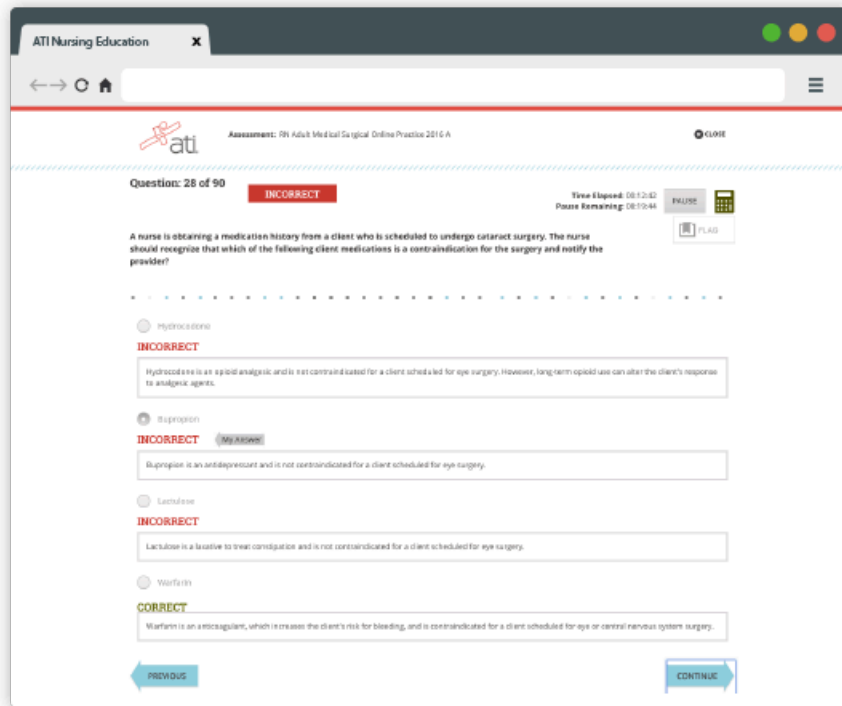 ATI Nursing Education x
ati
Assessment: RN Adult Medical Surgical Online Practice 2016 A
CLOSE
Question: 28 of 90
INCORRECT
Time Elapsed: 00:12:42
Pause Remaining: 08:19:44
PAUSE
FLAG
A nurse is obtaining a medication history from a client who is scheduled to undergo cataract surgery. The nurse
should recognize that which of the following client medications is a contraindication for the surgery and notify the
provider?
Hydrocodone
INCORRECT
Hydrocodone is an opioid analgesic and is not contraindicated for a client scheduled for eye surgery. However, long-term opioid use can alter the client's response
to analgesic agents.
Bupropion
INCORRECT My Answer
Bupropion is an antidepressant and is not contraindicated for a client scheduled for eye surgery.
Lactulose
INCORRECT
Lactulose is a laxative to treat constipation and is not contraindicated for a client scheduled for eye surgery.
Warfarin
CORRECT
Warfarin is an anticoagulant, which increases the client's risk for bleeding, and is contraindicated for a client scheduled for eye or central nervous system surgery.
PREVIOUS
CONTINUE